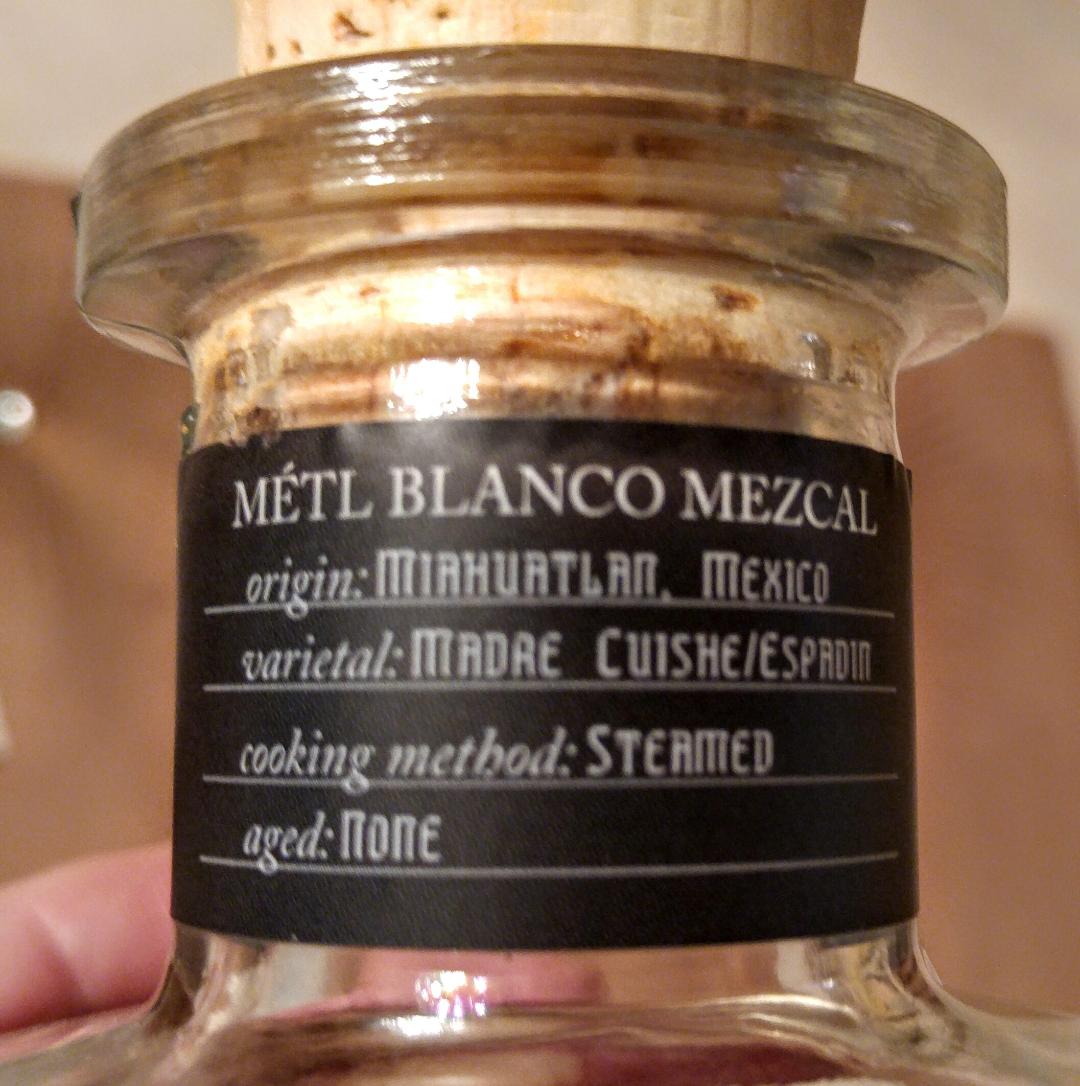 MÉTL BLANCO MEZCAL
origin: MIAHUATLAN, MEXICO
varietal: MADRE CUISHE/ESPADIN
cooking method: STEAMED
aged: NONE